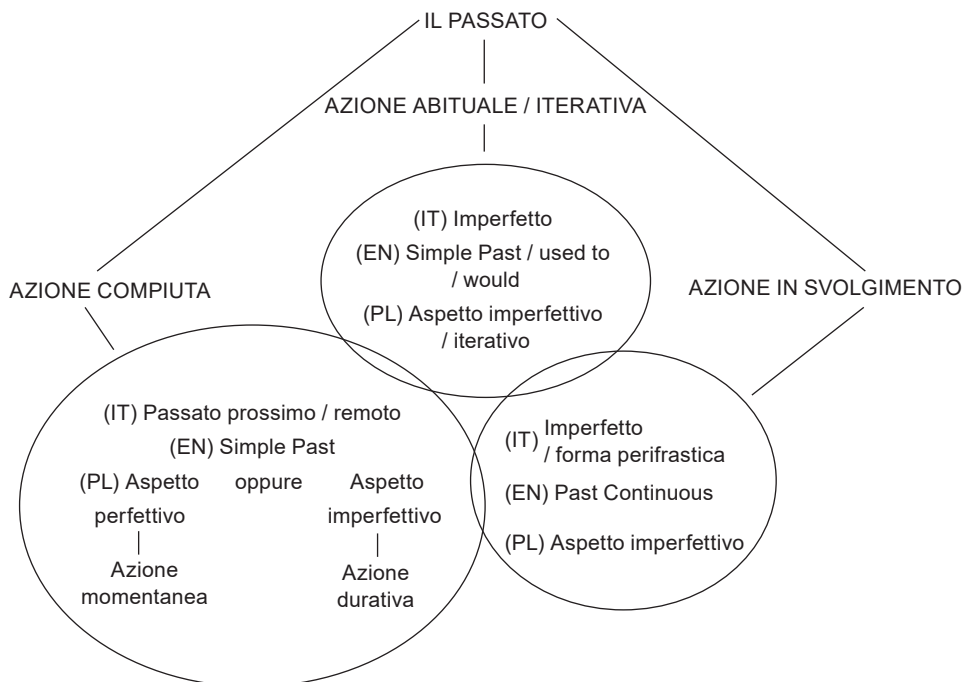 IL PASSATO
AZIONE ABITUALE / ITERATIVA
(IT) Imperfetto
(EN) Simple Past / used to
/ would
(PL) Aspetto imperfettivo
/ iterativo
AZIONE COMPIUTA
AZIONE IN SVOLGIMENTO
(IT) Passato prossimo / remoto
(EN) Simple Past
(PL) Aspetto oppure Aspetto
perfettivo imperfettivo
Azione Azione
momentanea durativa
(IT) Imperfetto
/ forma perifrastica
(EN) Past Continuous
(PL) Aspetto imperfettivo